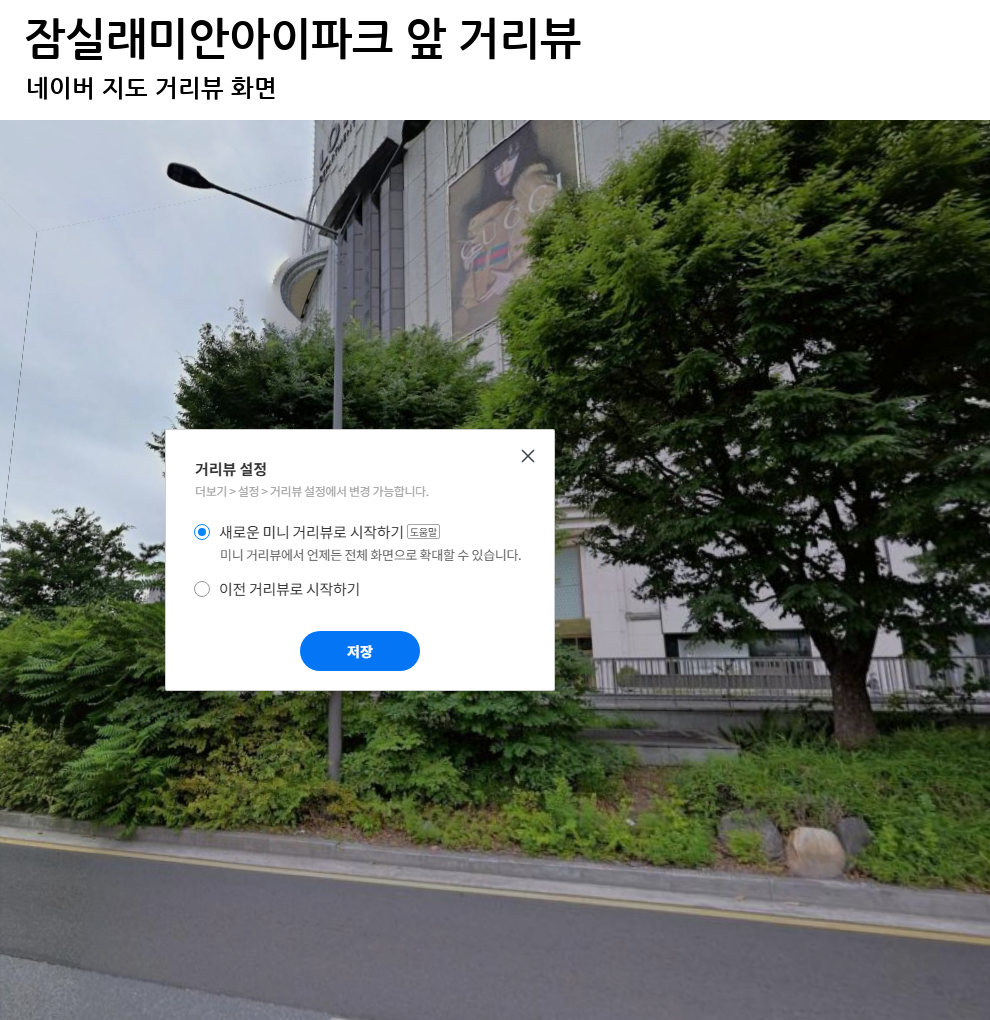 잠실래미안아이파크 앞 거리뷰
네이버 지도 거리뷰 화면
GUCCI
거리뷰 설정
더보기 > 설정 > 거리뷰 설정에서 변경 가능합니다.
새로운 미니 거리뷰로 시작하기 도움말
미니 거리뷰에서 언제든 전체 화면으로 확대할 수 있습니다.
이전 거리뷰로 시작하기
저장